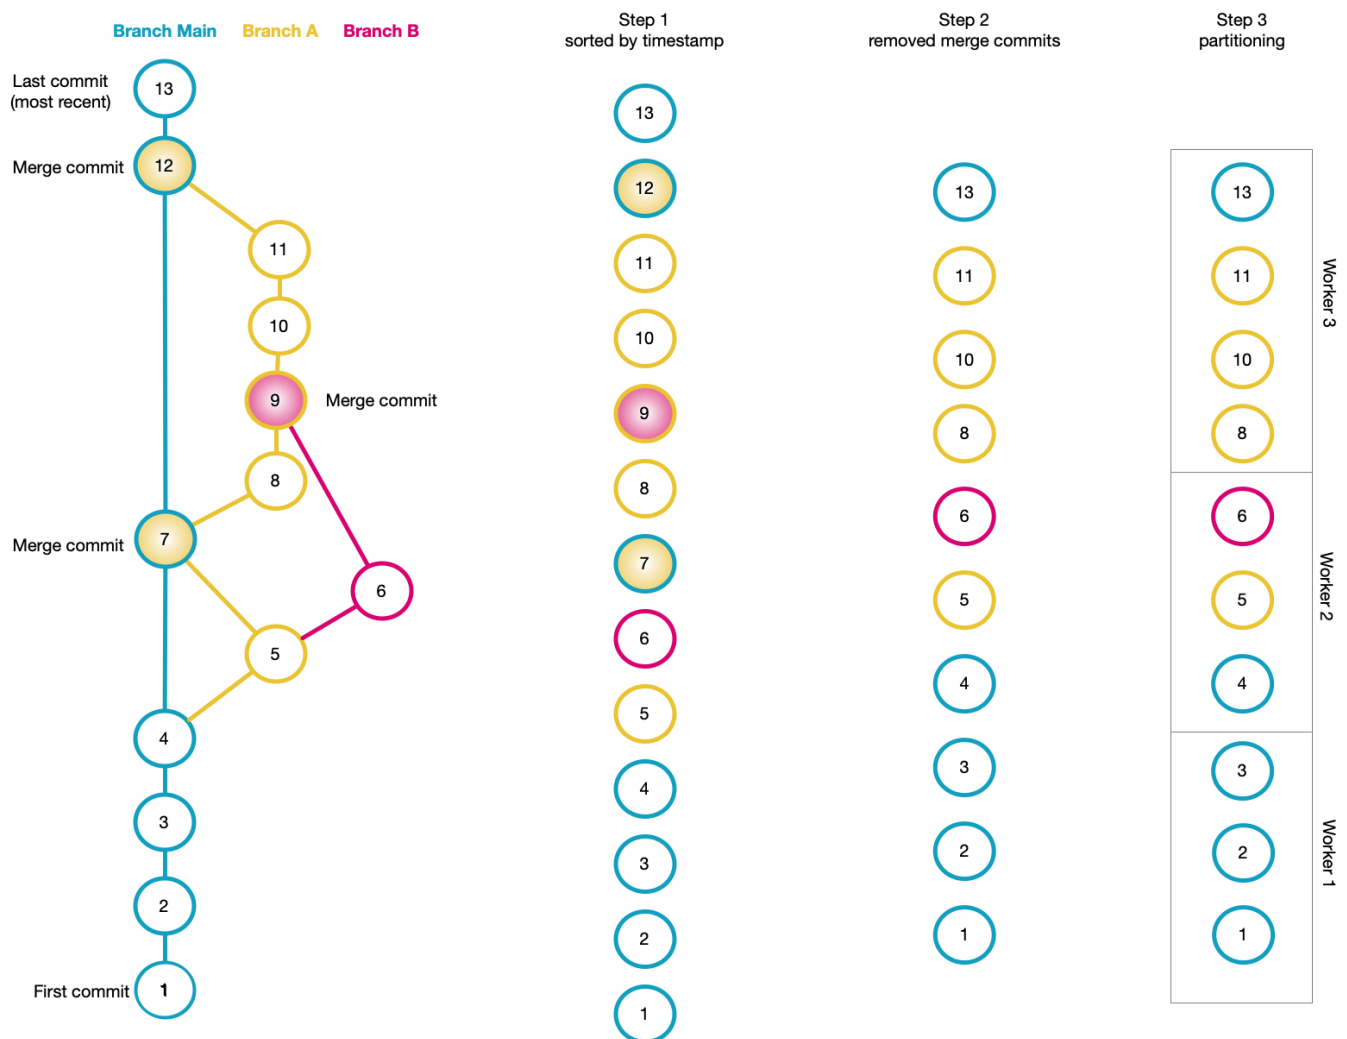 Branch Main
Branch A
Branch B
Last commit
(most recent)
13
Merge commit
12
11
10
9
Merge commit
8
Merge commit
7
6
5
4
3
2
First commit
1
Step 1
sorted by timestamp
13
12
11
10
9
8
7
6
5
4
3
2
1
Step 2
removed merge commits
13
11
10
8
6
5
4
3
2
1
Step 3
partitioning
13
11
10
8
Worker 3
6
5
4
Worker 2
3
2
1
Worker 1